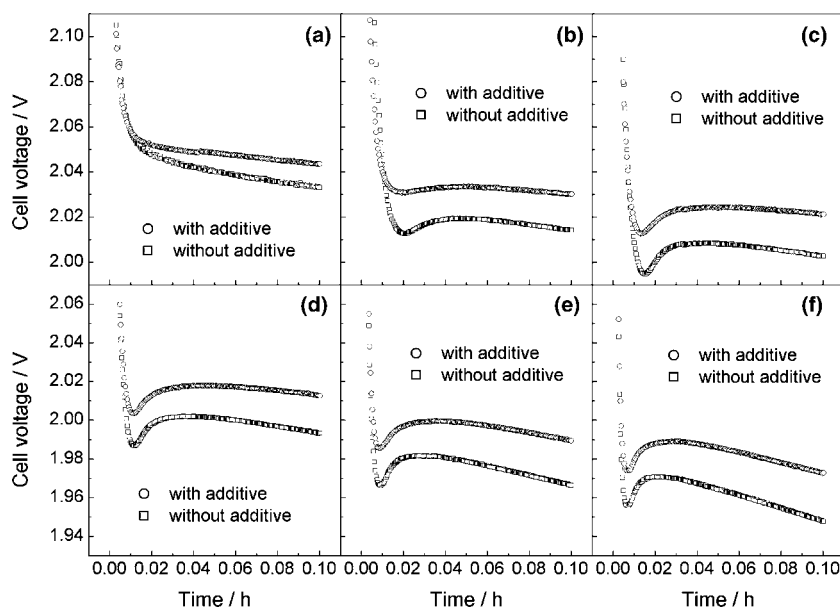 (a)
2.10
2.08
2.06
2.04
2.02
2.00
Cell voltage / V
with additive
without additive
(b)
with additive
without additive
(c)
with additive
without additive
(d)
2.06
2.04
2.02
2.00
1.98
1.96
1.94
Cell voltage / V
with additive
without additive
0.00 0.02 0.04 0.06 0.08 0.10
Time / h
(e)
with additive
without additive
0.00 0.02 0.04 0.06 0.08 0.10
Time / h
(f)
with additive
without additive
0.00 0.02 0.04 0.06 0.08 0.10
Time / h